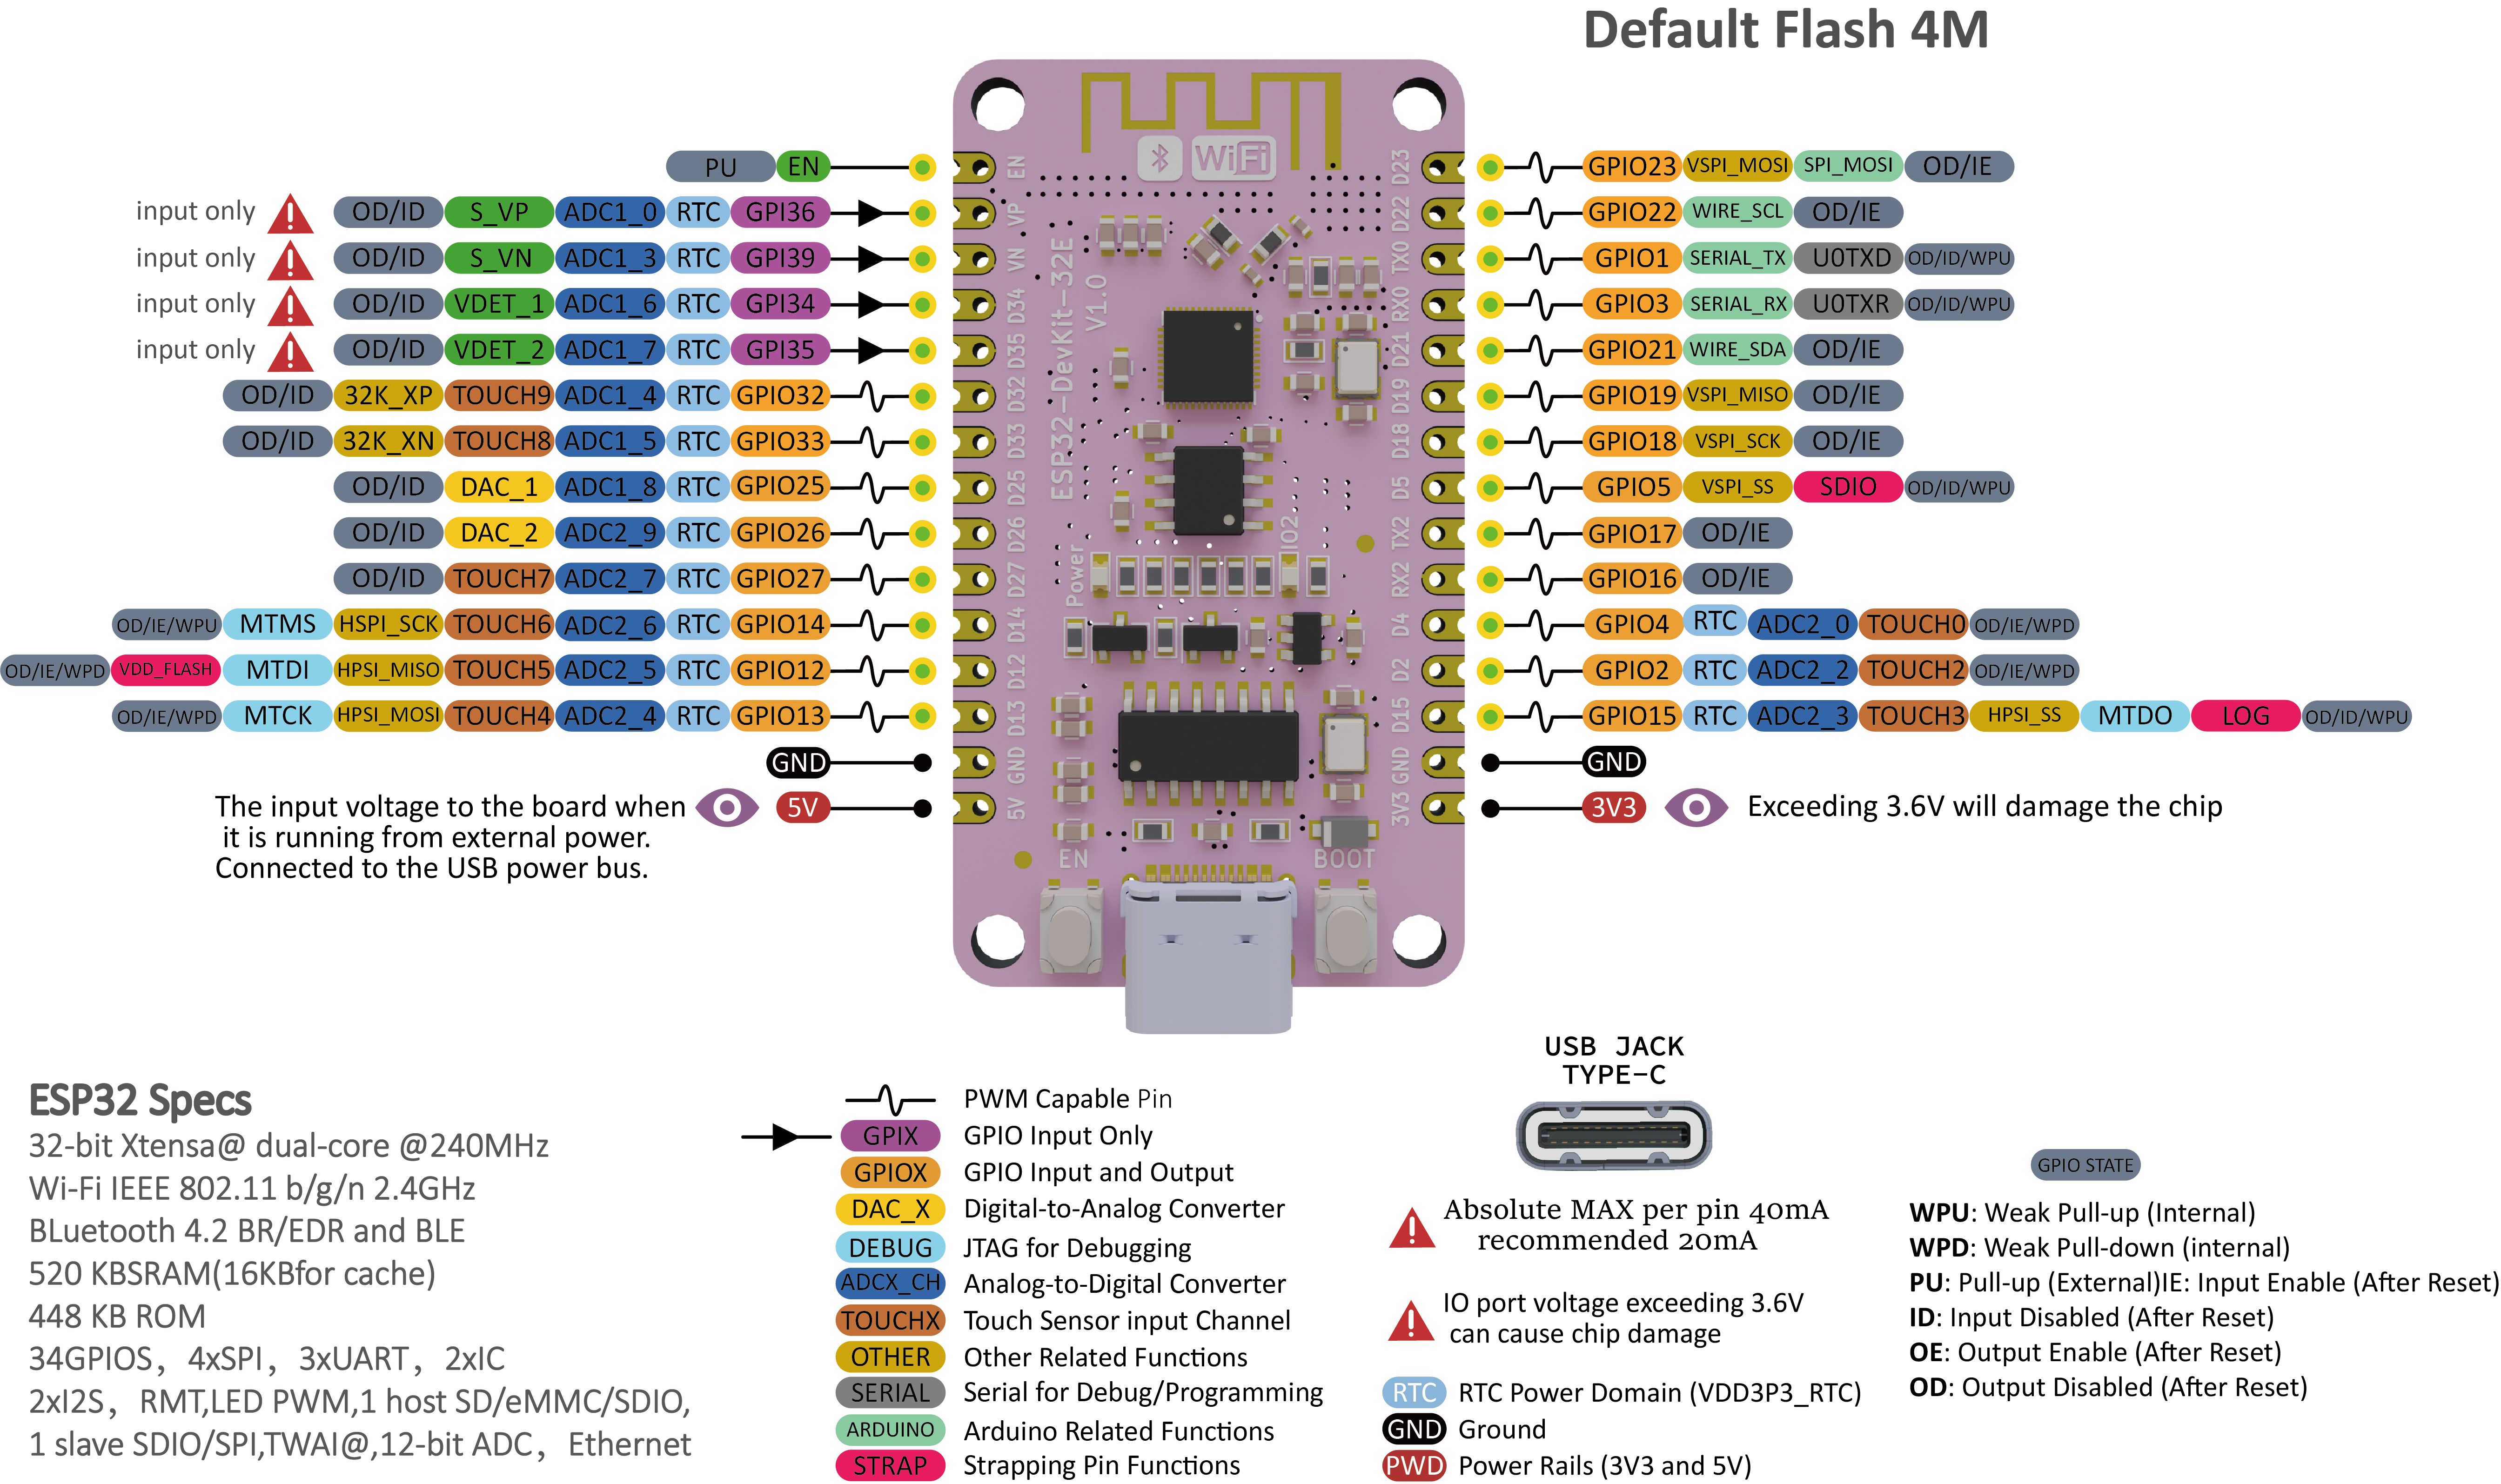 Default Flash 4M
PU EN
input only OD/ID S_VP ADC1_0 RTC GPI36
input only OD/ID S_VN ADC1_3 RTC GPI39
input only OD/ID VDET_1 ADC1_6 RTC GPI34
input only OD/ID VDET_2 ADC1_7 RTC GPI35
OD/ID 32K_XP TOUCH9 ADC1_4 RTC GPIO32
OD/ID 32K_XN TOUCH8 ADC1_5 RTC GPIO33
OD/ID DAC_1 ADC1_8 RTC GPIO25
OD/ID DAC_2 ADC2_9 RTC GPIO26
OD/ID TOUCH7 ADC2_7 RTC GPIO27
OD/IE/WPU MTMS HSPI_SCK TOUCH6 ADC2_6 RTC GPIO14
OD/IE/WPD VDD_FLASH MTDI HPSI_MISO TOUCH5 ADC2_5 RTC GPIO12
OD/IE/WPD MTCK HPSI_MOSI TOUCH4 ADC2_4 RTC GPIO13
GND
5V
The input voltage to the board when
it is running from external power.
Connected to the USB power bus.
WiFi
EN
VP
VN
D34
D35
D32
D33
D25
D26
D27
D14
D12
D13
GND
5V
ESP32-DevKit-32E
V1.0
Power
IO2
EN
BOOT
D23
D22
TX0
RX0
D21
D19
D18
D5
TX2
RX2
D4
D2
D15
GND
3V3
GPIO23 VSPI_MOSI SPI_MOSI OD/IE
GPIO22 WIRE_SCL OD/IE
GPIO1 SERIAL_TX U0TXD OD/ID/WPU
GPIO3 SERIAL_RX U0TXR OD/ID/WPU
GPIO21 WIRE_SDA OD/IE
GPIO19 VSPI_MISO OD/IE
GPIO18 VSPI_SCK OD/IE
GPIO5 VSPI_SS SDIO OD/ID/WPU
GPIO17 OD/IE
GPIO16 OD/IE
GPIO4 RTC ADC2_0 TOUCH0 OD/IE/WPD
GPIO2 RTC ADC2_2 TOUCH2 OD/IE/WPD
GPIO15 RTC ADC2_3 TOUCH3 HPSI_SS MTDO LOG OD/ID/WPU
GND
3V3 Exceeding 3.6V will damage the chip
ESP32 Specs
32-bit Xtensa@ dual-core @240MHz
Wi-Fi IEEE 802.11 b/g/n 2.4GHz
BLuetooth 4.2 BR/EDR and BLE
520 KBSRAM(16KBfor cache)
448 KB ROM
34GPIOS，4xSPI，3xUART，2xIC
2xI2S，RMT,LED PWM,1 host SD/eMMC/SDIO,
1 slave SDIO/SPI,TWAI@,12-bit ADC，Ethernet
PWM Capable Pin
GPIX GPIO Input Only
GPIOX GPIO Input and Output
DAC_X Digital-to-Analog Converter
DEBUG JTAG for Debugging
ADCX_CH Analog-to-Digital Converter
TOUCHX Touch Sensor input Channel
OTHER Other Related Functions
SERIAL Serial for Debug/Programming
ARDUINO Arduino Related Functions
STRAP Strapping Pin Functions
USB JACK
TYPE-C
Absolute MAX per pin 40mA
recommended 20mA
IO port voltage exceeding 3.6V
can cause chip damage
RTC RTC Power Domain (VDD3P3_RTC)
GND Ground
PWD Power Rails (3V3 and 5V)
GPIO STATE
WPU: Weak Pull-up (Internal)
WPD: Weak Pull-down (internal)
PU: Pull-up (External)IE: Input Enable (After Reset)
ID: Input Disabled (After Reset)
OE: Output Enable (After Reset)
OD: Output Disabled (After Reset)